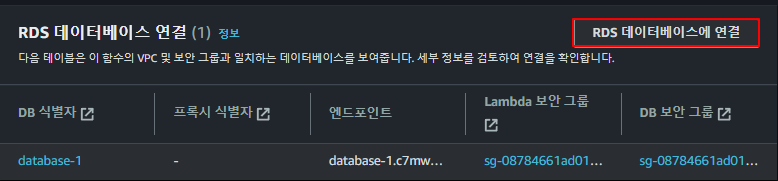 RDS 데이터베이스 연결 (1) 정보
RDS 데이터베이스에 연결
다음 테이블은 이 함수의 VPC 및 보안 그룹과 일치하는 데이터베이스를 보여줍니다. 세부 정보를 검토하여 연결을 확인합니다.
DB 식별자
프록시 식별자
엔드포인트
Lambda 보안 그룹
DB 보안 그룹
database-1
-
database-1.c7mw...
sg-08784661ad01...
sg-08784661ad01...